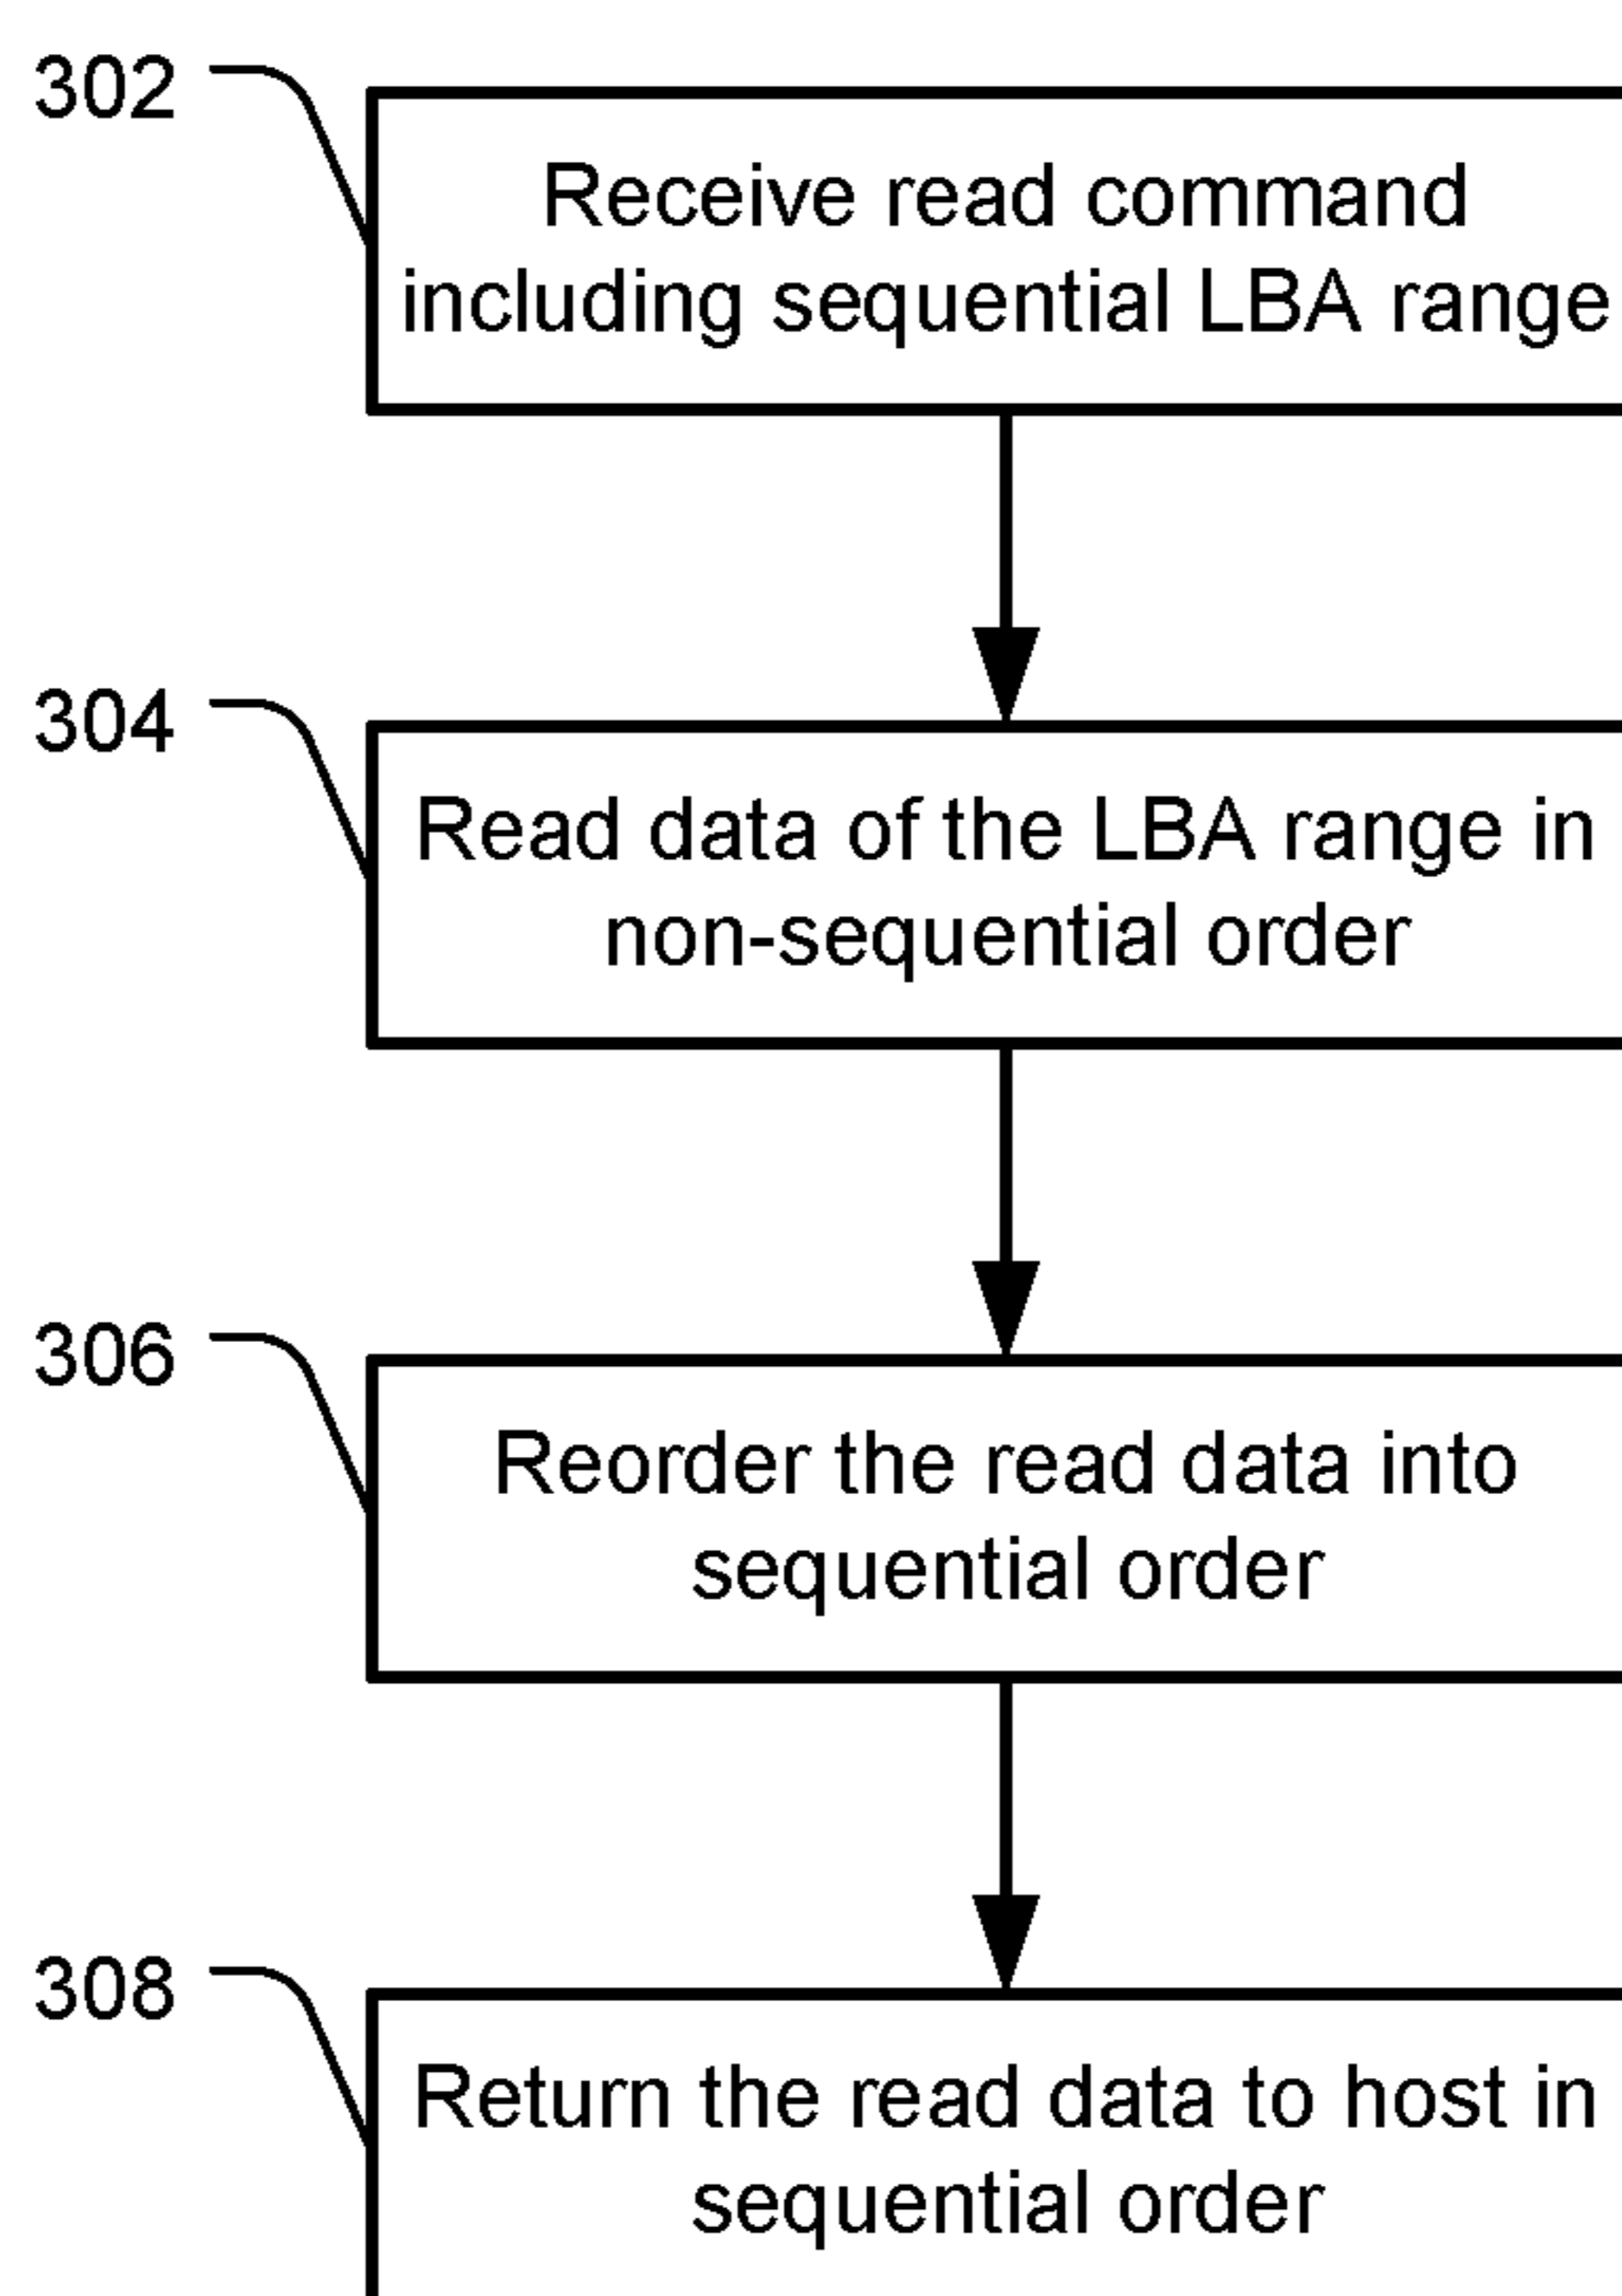 302
Receive read command
including sequential LBA range
304
Read data of the LBA range in
non-sequential order
306
Reorder the read data into
sequential order
308
Return the read data to host in
sequential order